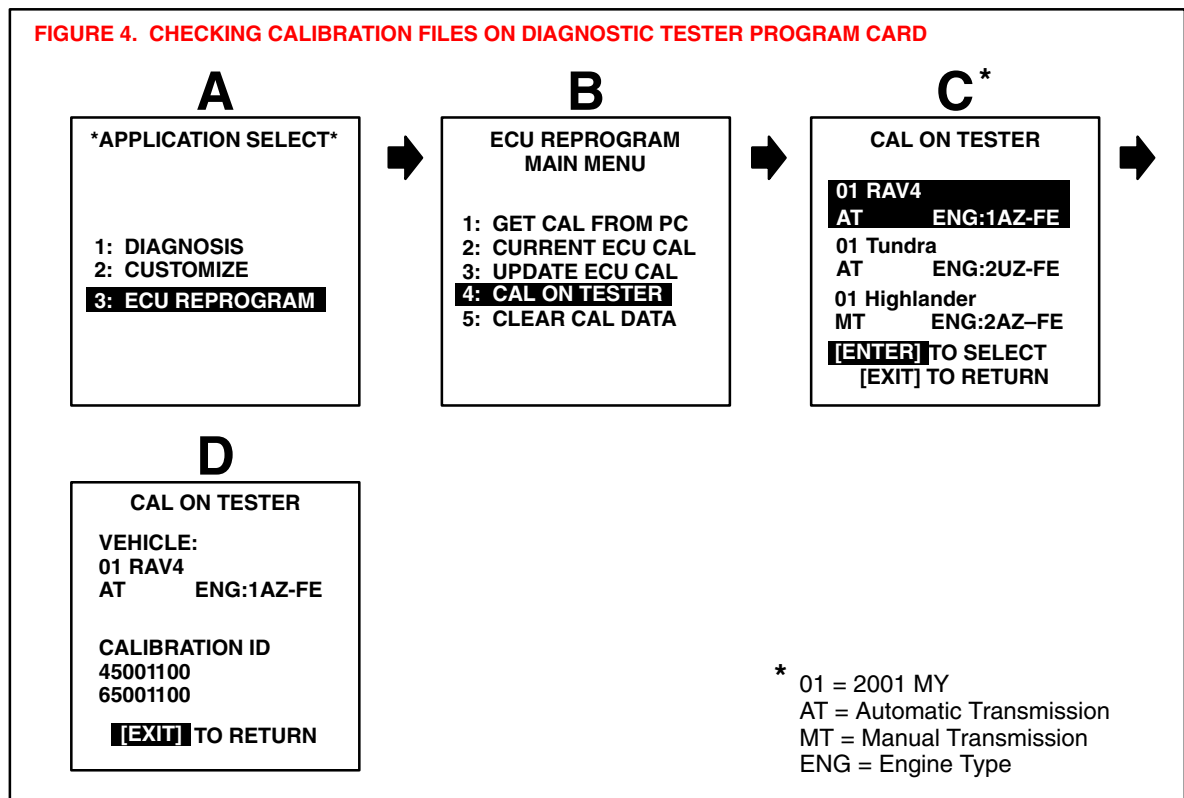 FIGURE 4. CHECKING CALIBRATION FILES ON DIAGNOSTIC TESTER PROGRAM CARD
A
*APPLICATION SELECT*
1: DIAGNOSIS
2: CUSTOMIZE
3: ECU REPROGRAM
B
ECU REPROGRAM
MAIN MENU
1: GET CAL FROM PC
2: CURRENT ECU CAL
3: UPDATE ECU CAL
4: CAL ON TESTER
5: CLEAR CAL DATA
C*
CAL ON TESTER
01 RAV4
AT ENG:1AZ-FE
01 Tundra
AT ENG:2UZ-FE
01 Highlander
MT ENG:2AZ–FE
[ENTER] TO SELECT
[EXIT] TO RETURN
D
CAL ON TESTER
VEHICLE:
01 RAV4
AT ENG:1AZ-FE
CALIBRATION ID
45001100
65001100
[EXIT] TO RETURN
* 01 = 2001 MY
AT = Automatic Transmission
MT = Manual Transmission
ENG = Engine Type